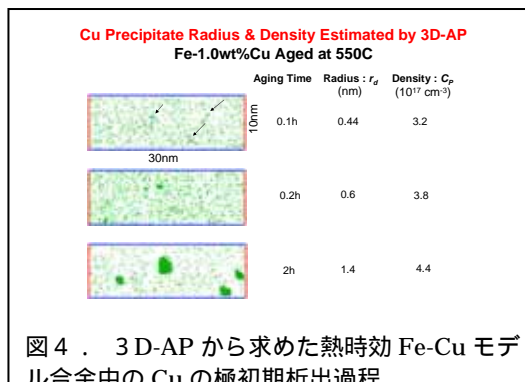 Cu Precipitate Radius & Density Estimated by 3D-AP
Fe-1.0wt%Cu Aged at 550C
Aging Time Radius : rd Density : CP
(nm) (10^17 cm^-3)
10nm
0.1h 0.44 3.2
30nm
0.2h 0.6 3.8
2h 1.4 4.4
図4. 3D-AP から求めた熱時効 Fe-Cu モデ
ル合金中の Cu の極初期析出過程